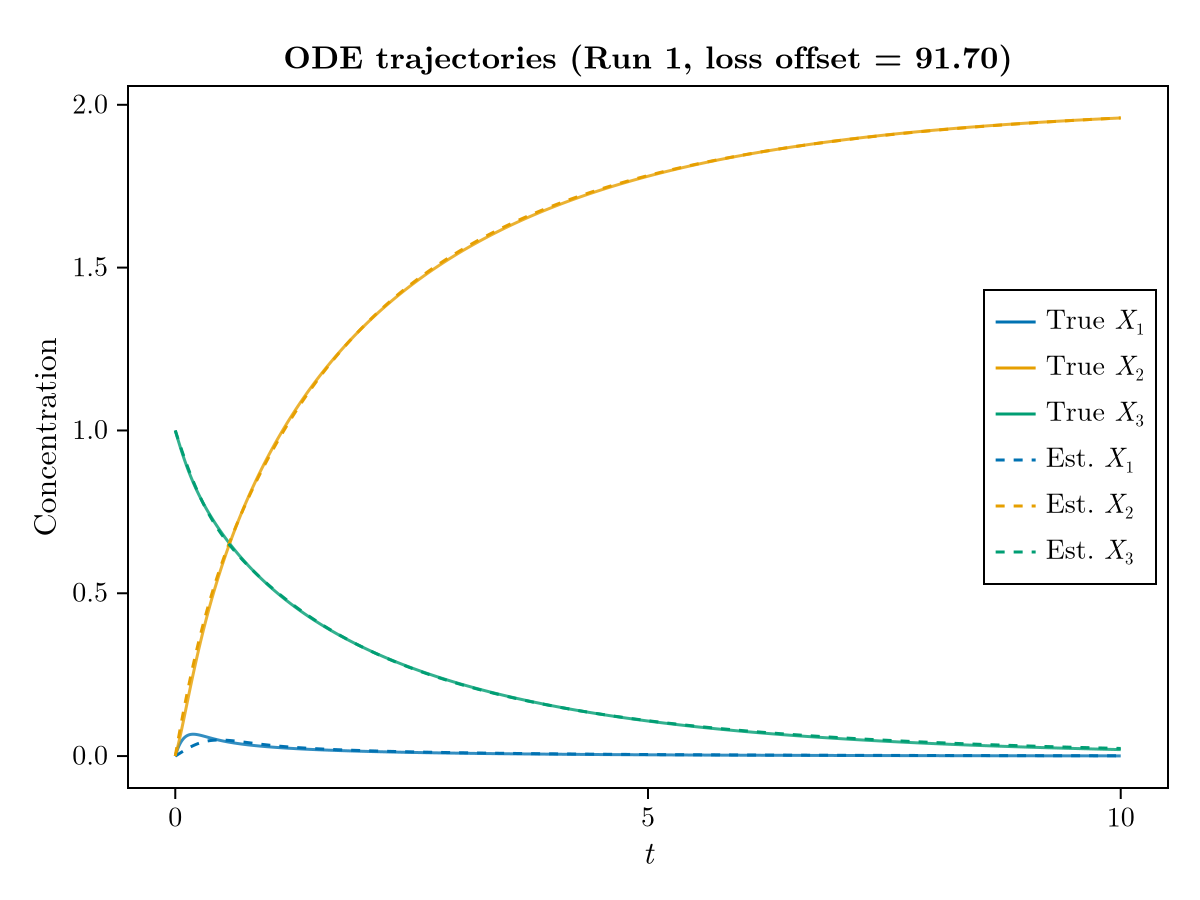 ODE trajectories (Run 1, loss offset = 91.70)
2.0
1.5
1.0
0.5
0.0
Concentration
0
5
10
t
True X₁
True X₂
True X₃
Est. X₁
Est. X₂
Est. X₃